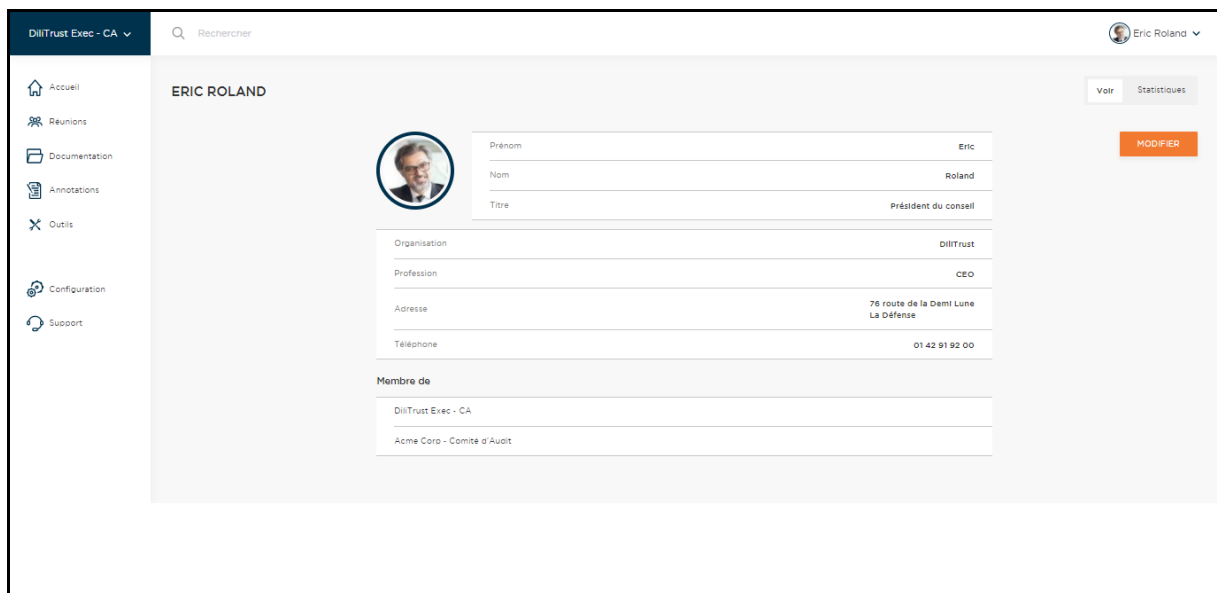 DiliTrust Exec - CA
Rechercher
Eric Roland
Accueil
Réunions
Documentation
Annotations
Outils
Configuration
Support
ERIC ROLAND
Voir Statistiques
MODIFIER
Prénom Eric
Nom Roland
Titre Président du conseil
Organisation DiliTrust
Profession CEO
Adresse 76 route de la Demi Lune
La Défense
Téléphone 01 42 91 92 00
Membre de
DiliTrust Exec - CA
Acme Corp - Comité d'Audit